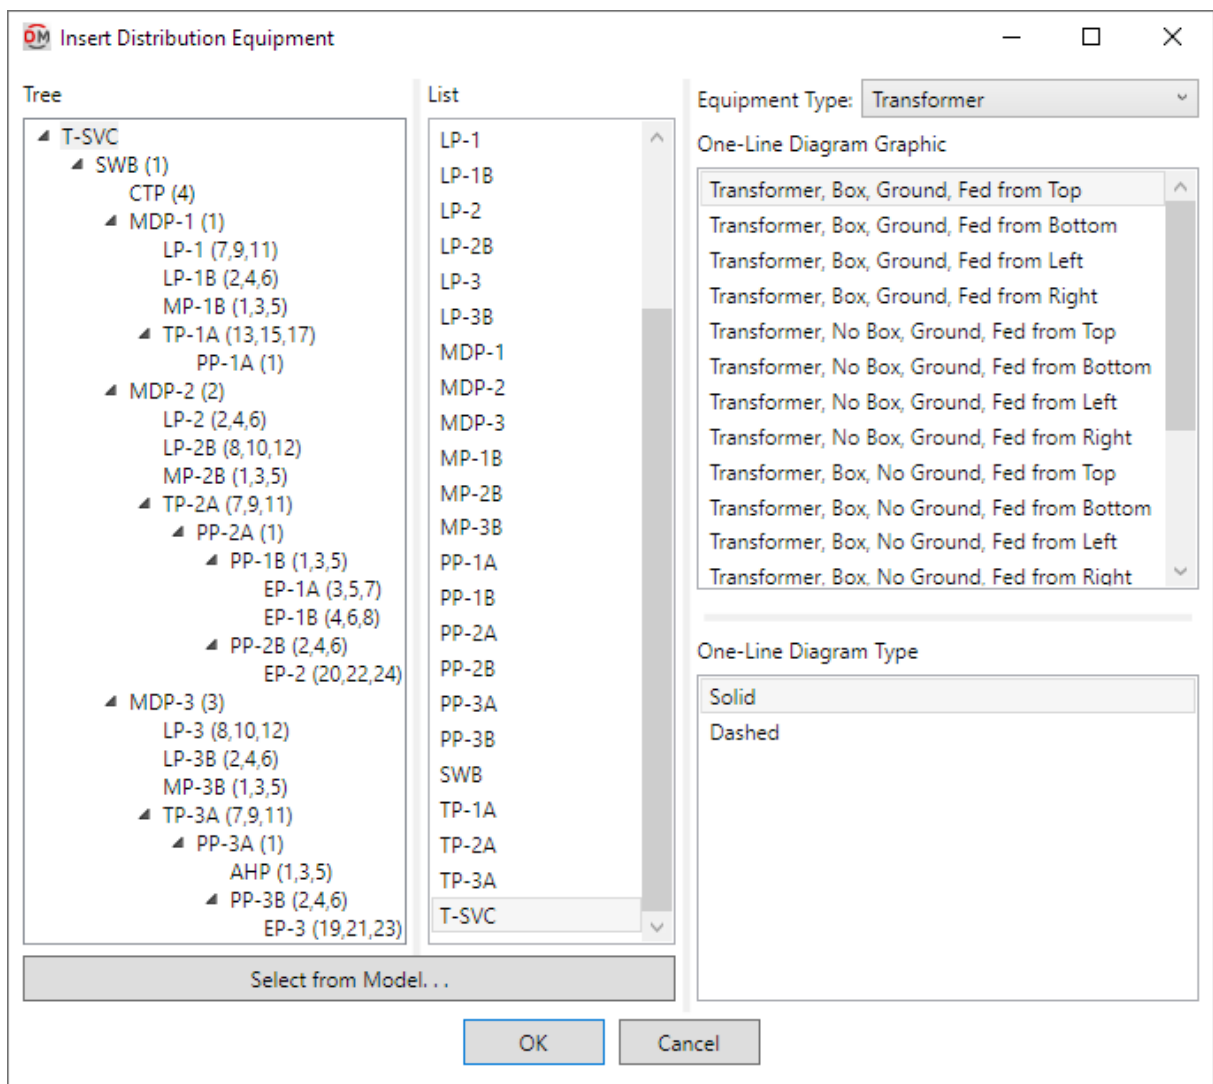 DM Insert Distribution Equipment
Tree
T-SVC
SWB (1)
CTP (4)
MDP-1 (1)
LP-1 (7,9,11)
LP-1B (2,4,6)
MP-1B (1,3,5)
TP-1A (13,15,17)
PP-1A (1)
MDP-2 (2)
LP-2 (2,4,6)
LP-2B (8,10,12)
MP-2B (1,3,5)
TP-2A (7,9,11)
PP-2A (1)
PP-1B (1,3,5)
EP-1A (3,5,7)
EP-1B (4,6,8)
PP-2B (2,4,6)
EP-2 (20,22,24)
MDP-3 (3)
LP-3 (8,10,12)
LP-3B (2,4,6)
MP-3B (1,3,5)
TP-3A (7,9,11)
PP-3A (1)
AHP (1,3,5)
PP-3B (2,4,6)
EP-3 (19,21,23)
List
LP-1
LP-1B
LP-2
LP-2B
LP-3
LP-3B
MDP-1
MDP-2
MDP-3
MP-1B
MP-2B
MP-3B
PP-1A
PP-1B
PP-2A
PP-2B
PP-3A
PP-3B
SWB
TP-1A
TP-2A
TP-3A
T-SVC
Select from Model. . .
Equipment Type: Transformer
One-Line Diagram Graphic
Transformer, Box, Ground, Fed from Top
Transformer, Box, Ground, Fed from Bottom
Transformer, Box, Ground, Fed from Left
Transformer, Box, Ground, Fed from Right
Transformer, No Box, Ground, Fed from Top
Transformer, No Box, Ground, Fed from Bottom
Transformer, No Box, Ground, Fed from Left
Transformer, No Box, Ground, Fed from Right
Transformer, Box, No Ground, Fed from Top
Transformer, Box, No Ground, Fed from Bottom
Transformer, Box, No Ground, Fed from Left
Transformer, Box, No Ground, Fed from Right
One-Line Diagram Type
Solid
Dashed
OK
Cancel